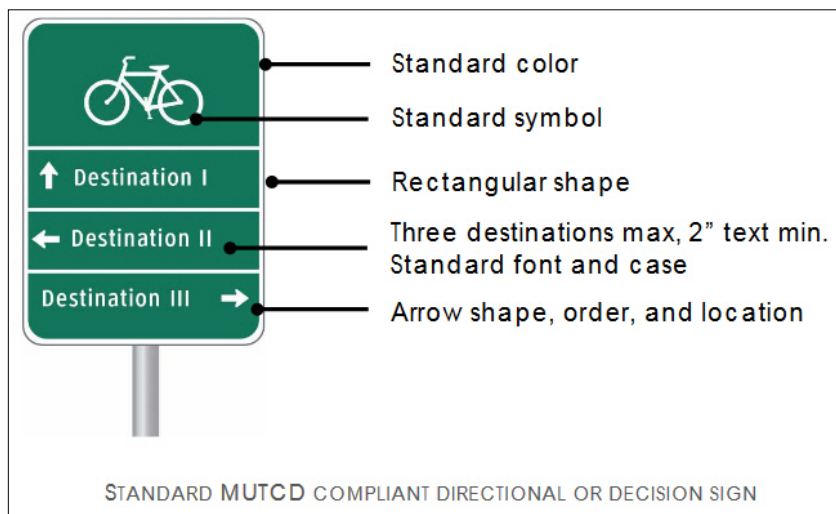 Standard color
Standard symbol
Destination I
Rectangular shape
Destination II
Three destinations max, 2” text min.
Standard font and case
Destination III
Arrow shape, order, and location
STANDARD MUTCD COMPLIANT DIRECTIONAL OR DECISION SIGN